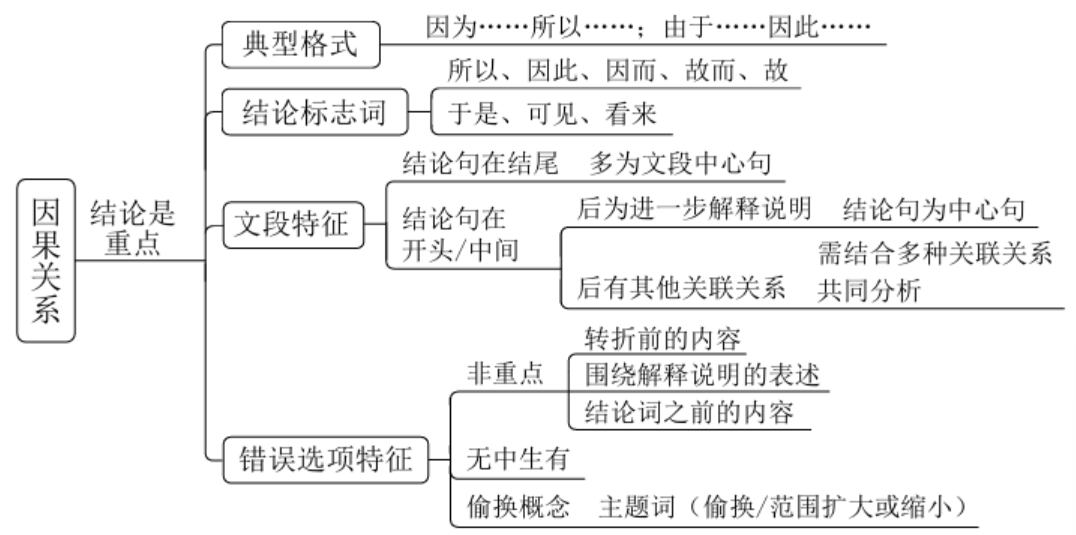 因果关系
结论是
重点
典型格式
因为……所以……；由于……因此……
结论标志词
所以、因此、因而、故而、故
于是、可见、看来
文段特征
结论句在结尾 多为文段中心句
结论句在
开头/中间
后为进一步解释说明 结论句为中心句
后有其他关联关系
需结合多种关联关系
共同分析
错误选项特征
非重点
转折前的内容
围绕解释说明的表述
结论词之前的内容
无中生有
偷换概念 主题词（偷换/范围扩大或缩小）